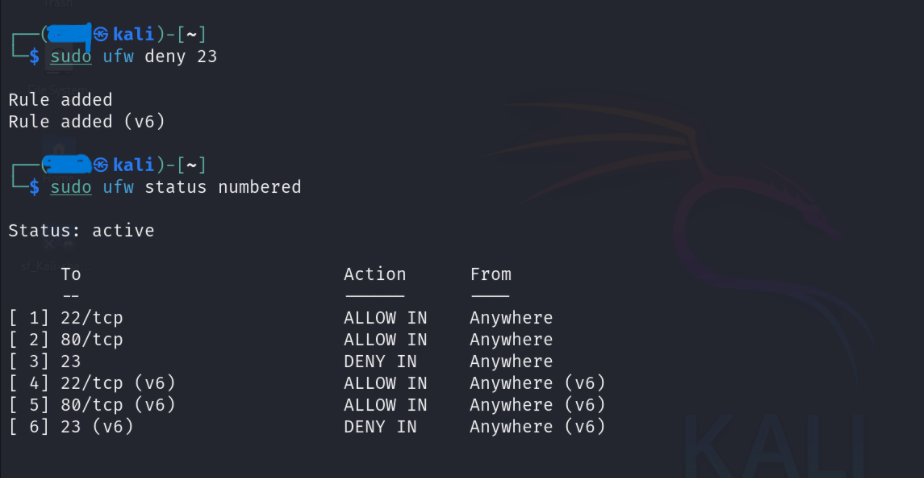 ┌──(㉿kali)-[~]
└─$ sudo ufw deny 23
Rule added
Rule added (v6)
┌──(㉿kali)-[~]
└─$ sudo ufw status numbered
Status: active
To Action From
-- ------ ----
[ 1] 22/tcp ALLOW IN Anywhere
[ 2] 80/tcp ALLOW IN Anywhere
[ 3] 23 DENY IN Anywhere
[ 4] 22/tcp (v6) ALLOW IN Anywhere (v6)
[ 5] 80/tcp (v6) ALLOW IN Anywhere (v6)
[ 6] 23 (v6) DENY IN Anywhere (v6)
KALI